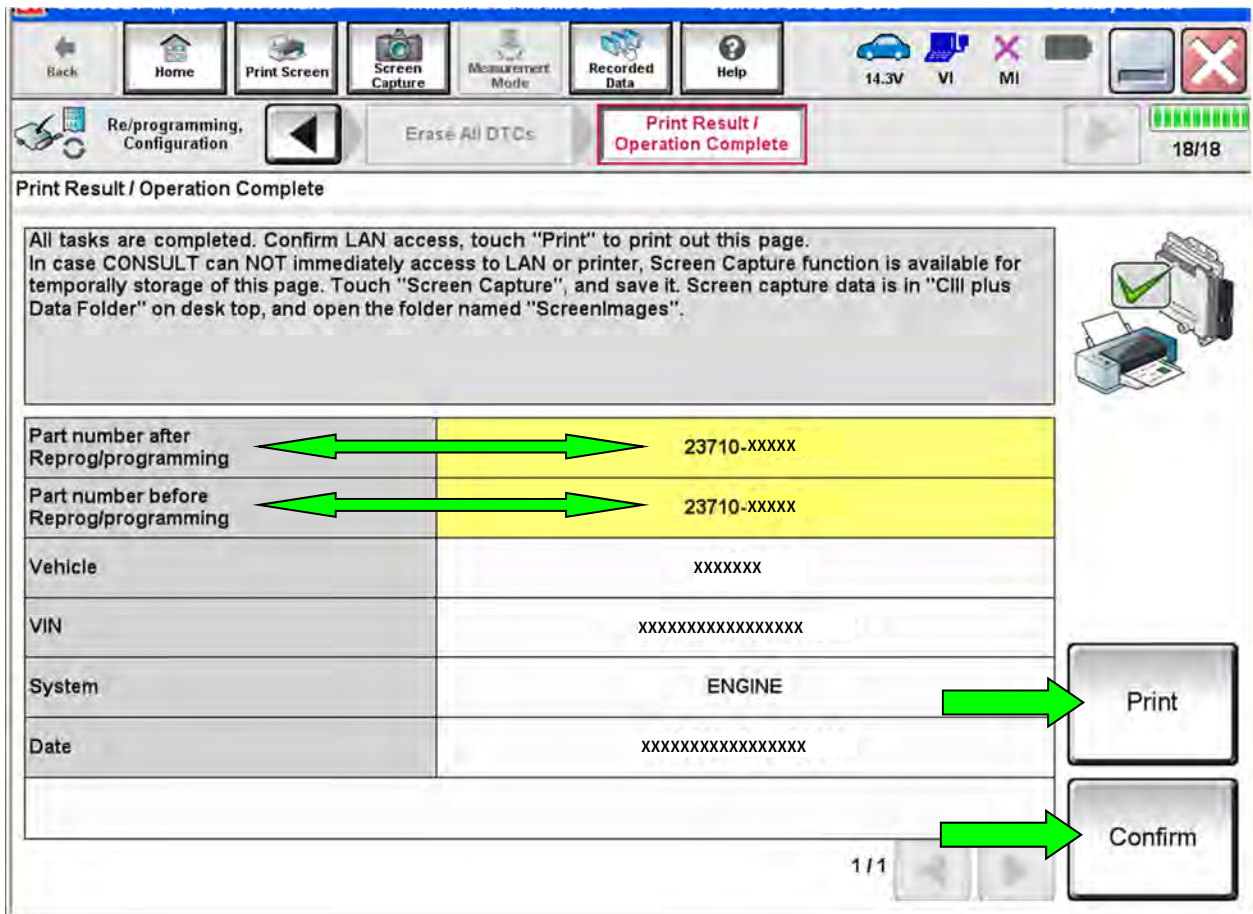 Back
Home
Print Screen
Screen
Capture
Measurement
Mode
Recorded
Data
Help
14.3V
VI
MI
Re/programming,
Configuration
Erase All DTCs
Print Result /
Operation Complete
18/18
Print Result / Operation Complete
All tasks are completed. Confirm LAN access, touch "Print" to print out this page.
In case CONSULT can NOT immediately access to LAN or printer, Screen Capture function is available for
temporally storage of this page. Touch "Screen Capture", and save it. Screen capture data is in "CIII plus
Data Folder" on desk top, and open the folder named "ScreenImages".
Part number after
Reprog/programming
23710-XXXXX
Part number before
Reprog/programming
23710-XXXXX
Vehicle
XXXXXXX
VIN
XXXXXXXXXXXXXXXXX
System
ENGINE
Date
XXXXXXXXXXXXXXXXX
Print
Confirm
1/1